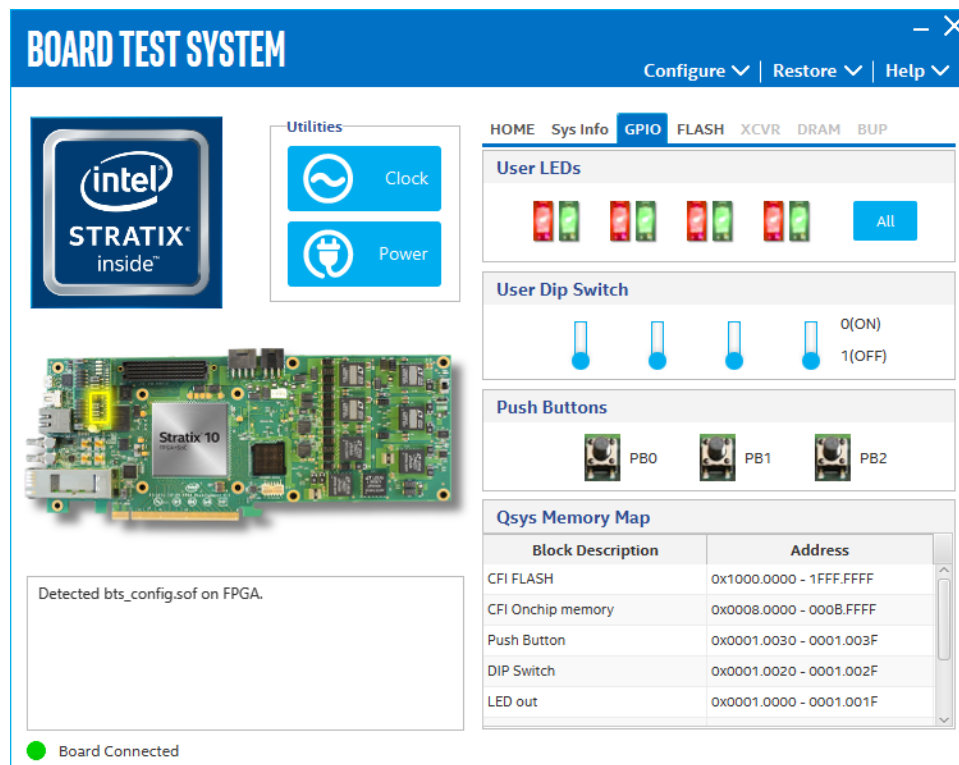 BOARD TEST SYSTEM
Configure
Restore
Help
intel
STRATIX
inside™
Utilities
Clock
Power
HOME Sys Info GPIO FLASH XCVR DRAM BUP
User LEDs
All
User Dip Switch
0(ON)
1(OFF)
Push Buttons
PB0 PB1 PB2
Stratix 10
Qsys Memory Map
Block Description Address
CFI FLASH 0x1000.0000 - 1FFF.FFFF
CFI Onchip memory 0x0008.0000 - 000B.FFFF
Push Button 0x0001.0030 - 0001.003F
DIP Switch 0x0001.0020 - 0001.002F
LED out 0x0001.0000 - 0001.001F
Detected bts_config.sof on FPGA.
Board Connected